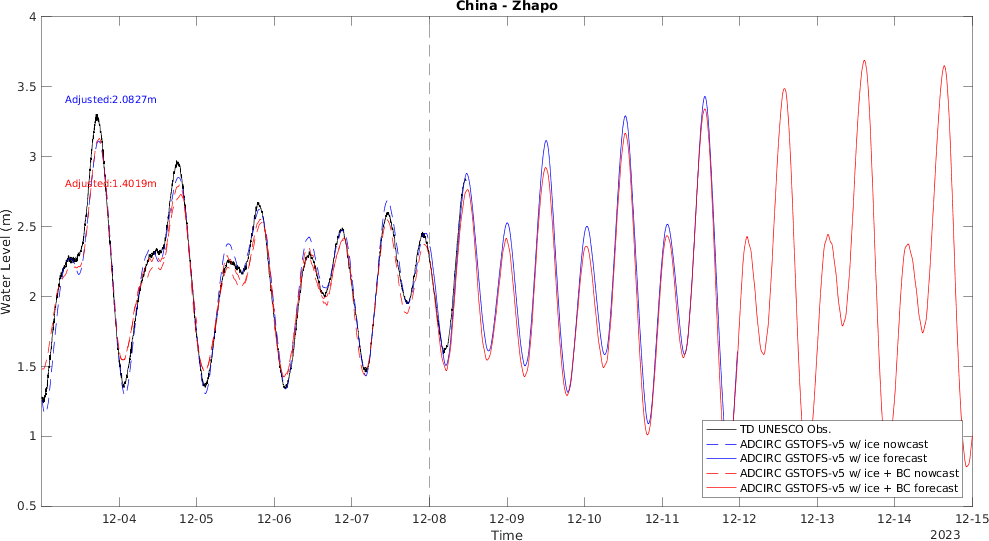 China - Zhapo
4
3.5
3
2.5
2
1.5
1
0.5
Water Level (m)
Adjusted:2.0827m
Adjusted:1.4019m
TD UNESCO Obs.
ADCIRC GSTOFS-v5 w/ ice nowcast
ADCIRC GSTOFS-v5 w/ ice forecast
ADCIRC GSTOFS-v5 w/ ice + BC nowcast
ADCIRC GSTOFS-v5 w/ ice + BC forecast
12-04 12-05 12-06 12-07 12-08 12-09 12-10 12-11 12-12 12-13 12-14 12-15
Time
2023